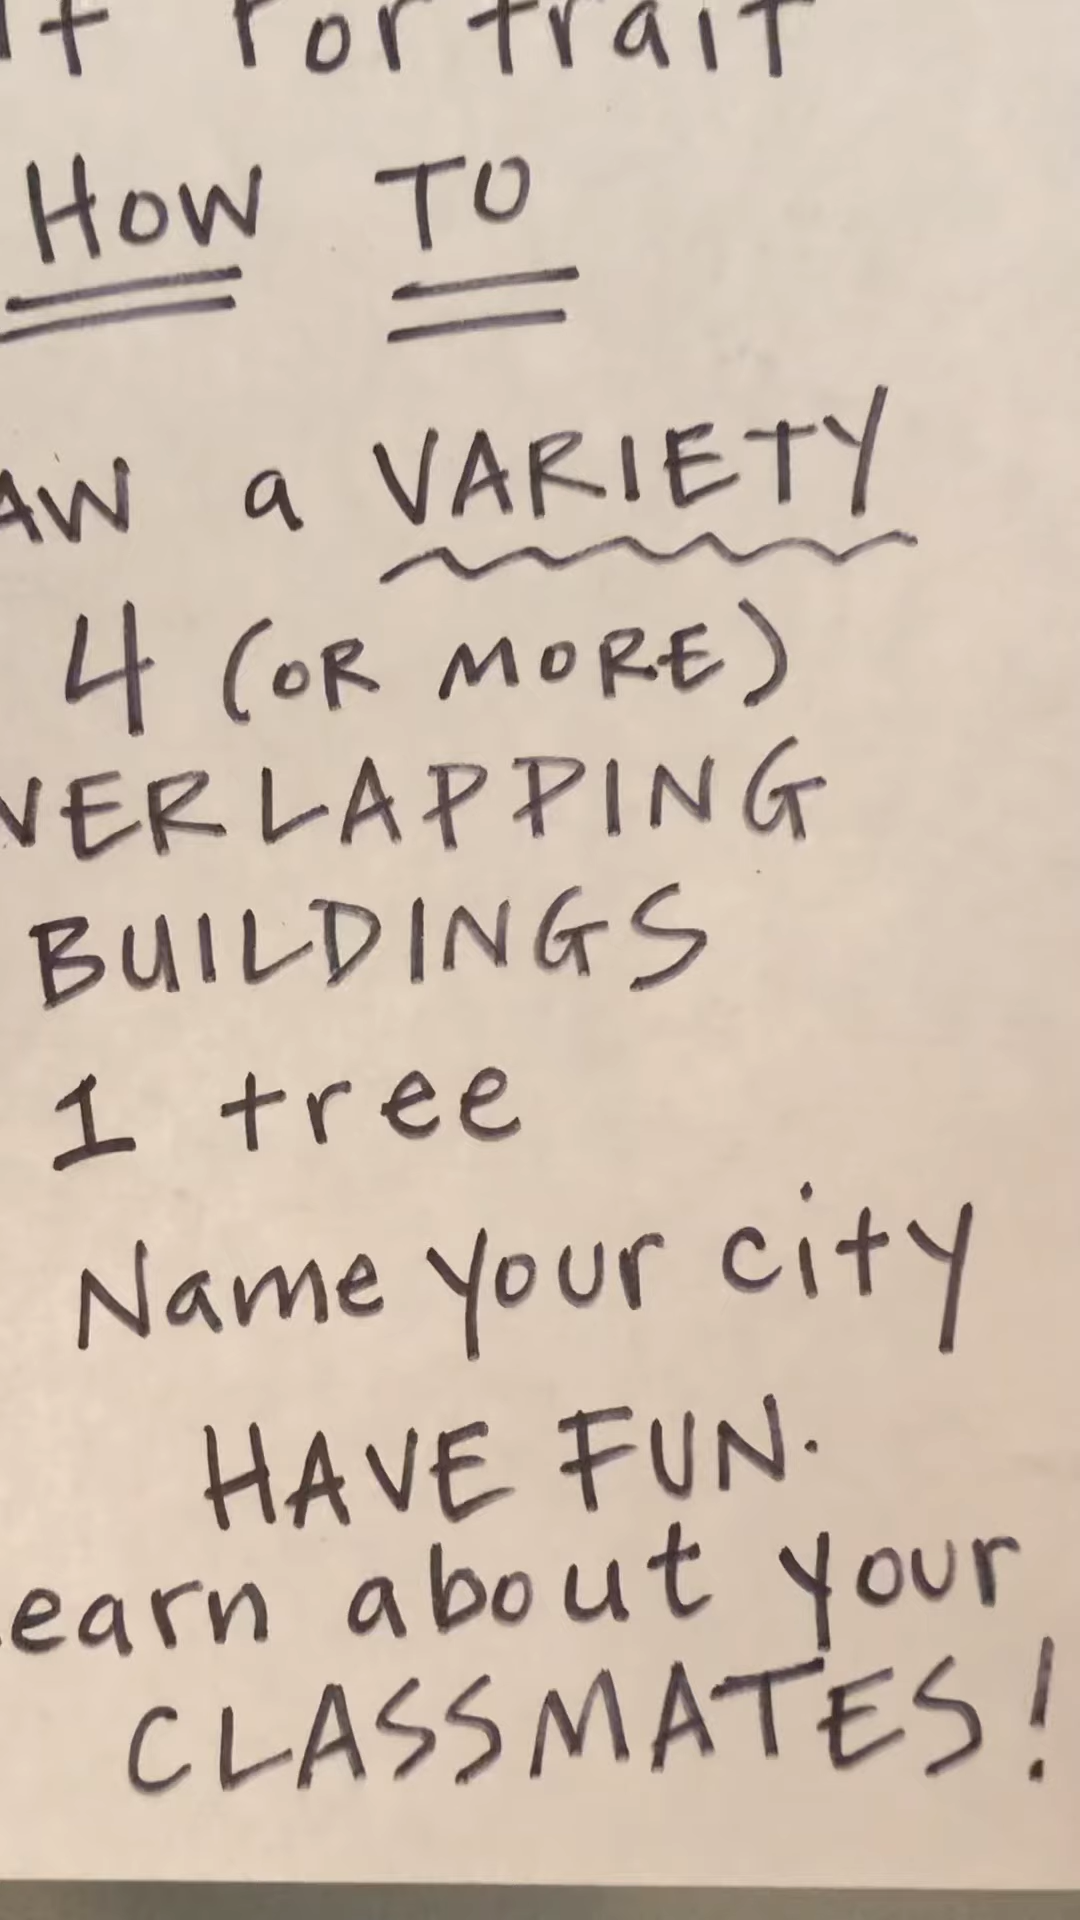 Portrait
HOW TO
AW a VARIETY
4 (OR MORE)
VERLAPPING
BUILDINGS
1 tree
Name your city
HAVE FUN.
earn about your
CLASSMATES!